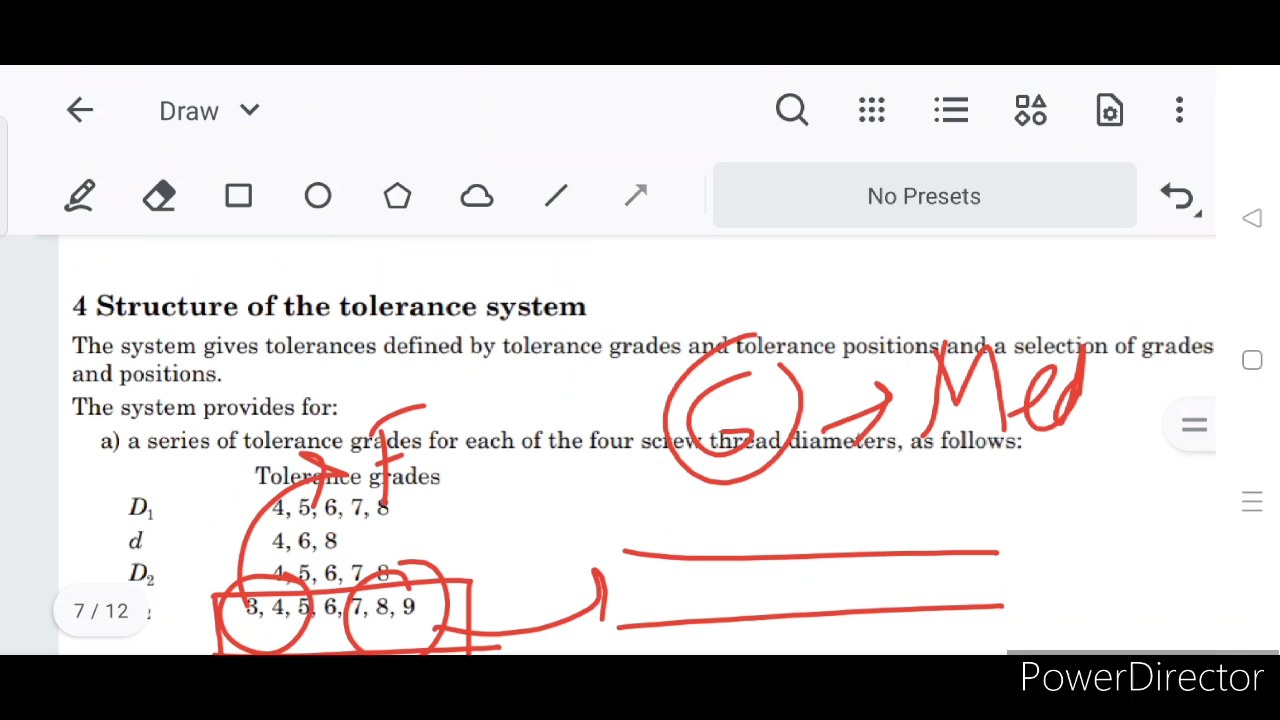 Draw
No Presets
4 Structure of the tolerance system
The system gives tolerances defined by tolerance grades and tolerance positions and a selection of grades
and positions.
The system provides for:
a) a series of tolerance grades for each of the four screw thread diameters, as follows:
Tolerance grades
D1 4, 5, 6, 7, 8
d 4, 6, 8
D2 4, 5, 6, 7, 8
3, 4, 5, 6, 7, 8, 9
7 / 12
F
6 → Med
PowerDirector